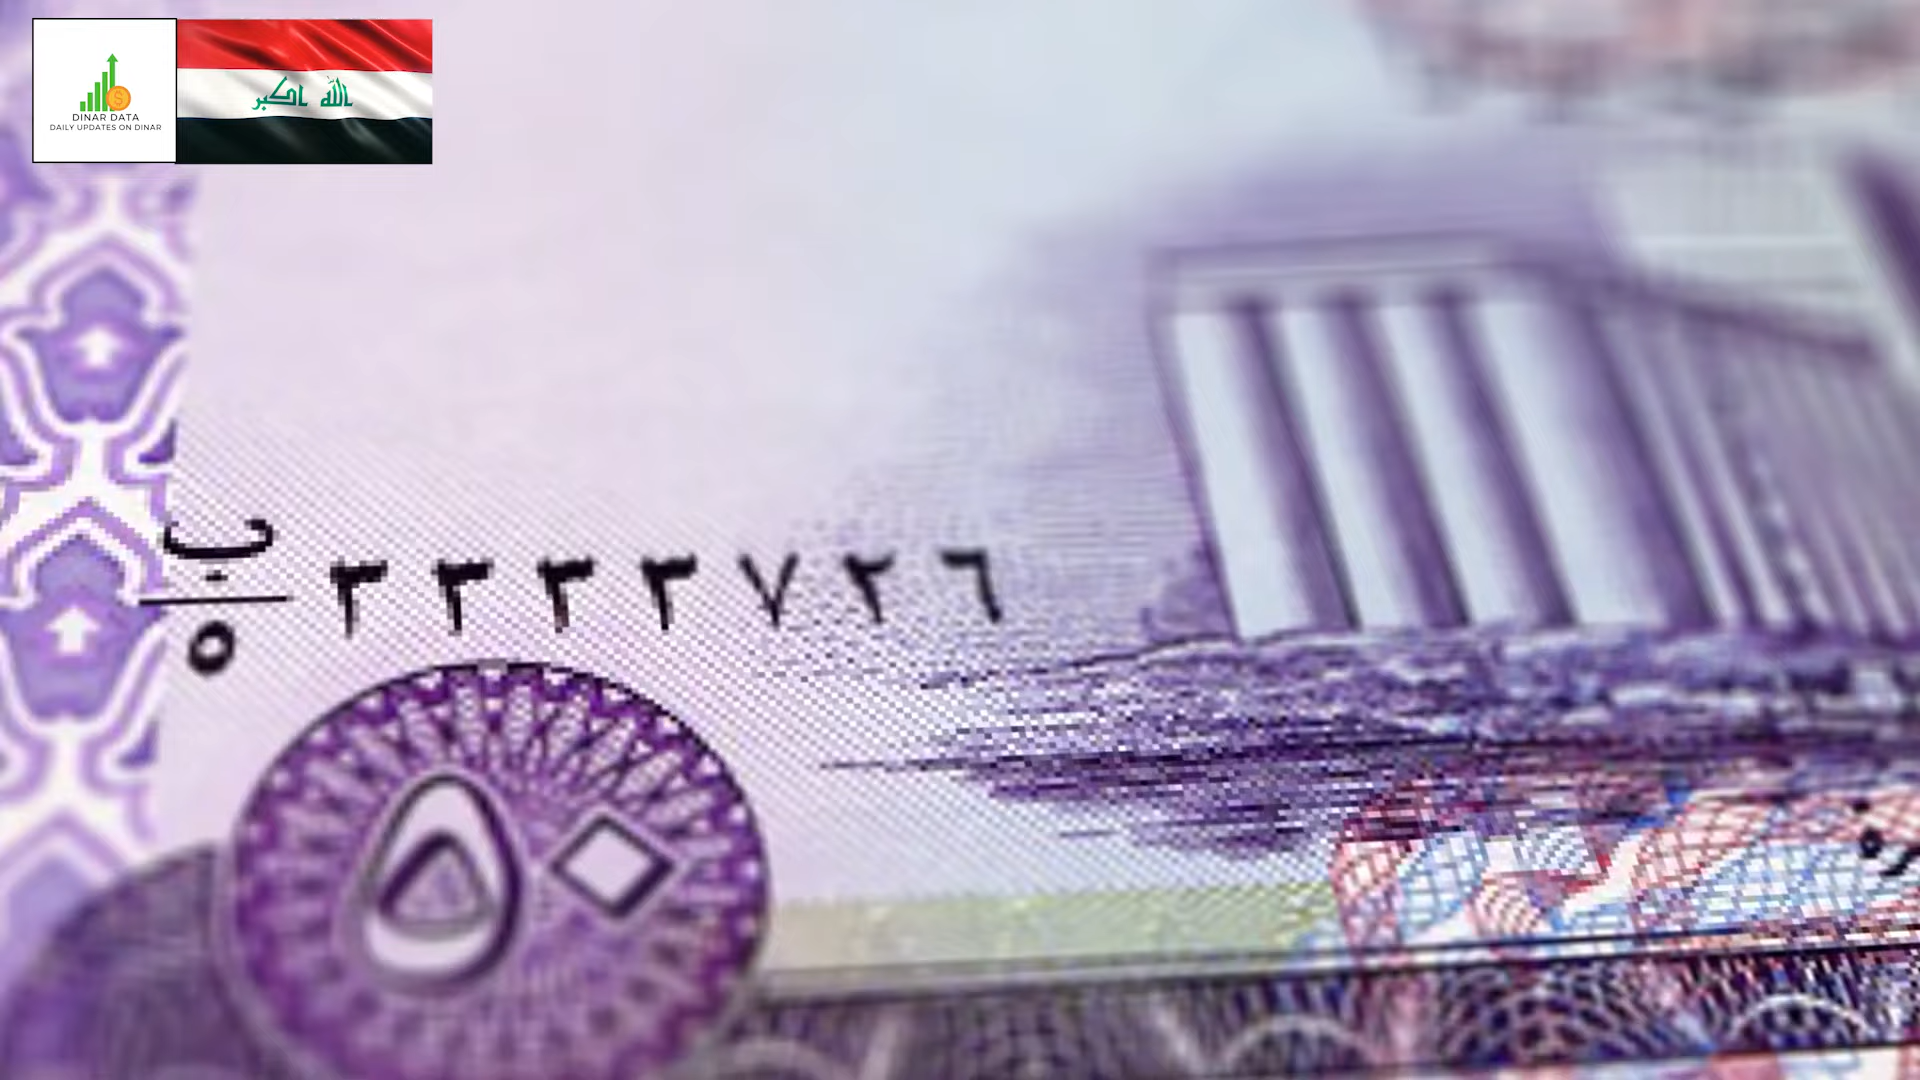 DINAR DATA
DAILY UPDATES ON DINAR
الله اكبر
ب
٥
٣٣٣٣٧٢٦
٥٠